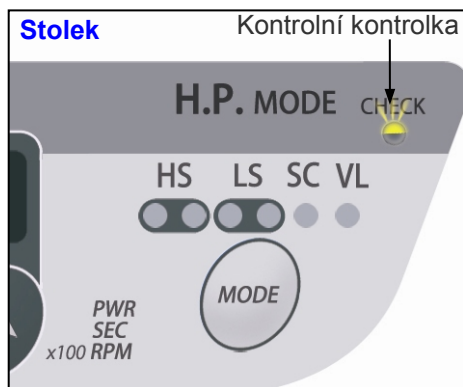 Stolek
Kontrolní kontrolka
H.P. MODE CHECK
HS LS SC VL
MODE
PWR
SEC
x100 RPM